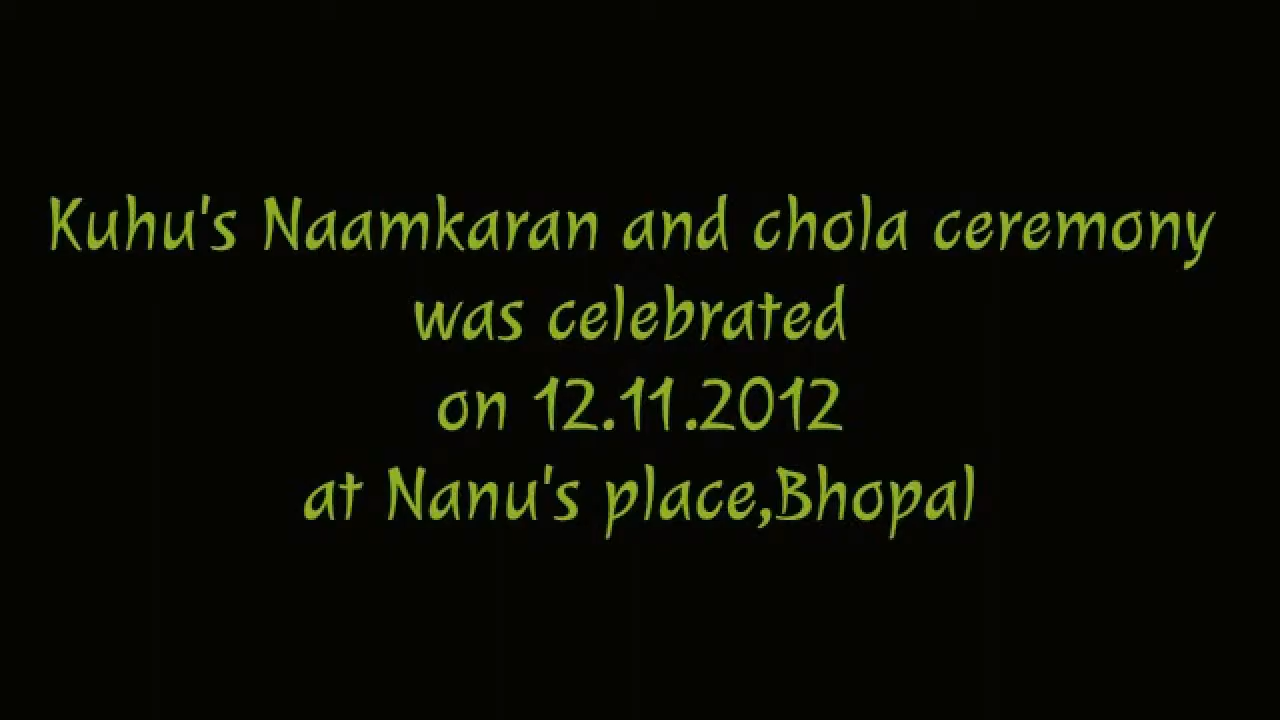 Kuhu's Naamkaran and chola ceremony
was celebrated
on 12.11.2012
at Nanu's place,Bhopal